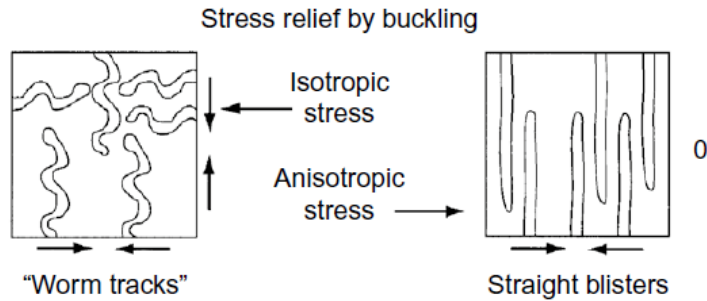 Stress relief by buckling
Isotropic
stress
Anisotropic
stress
0
"Worm tracks"
Straight blisters